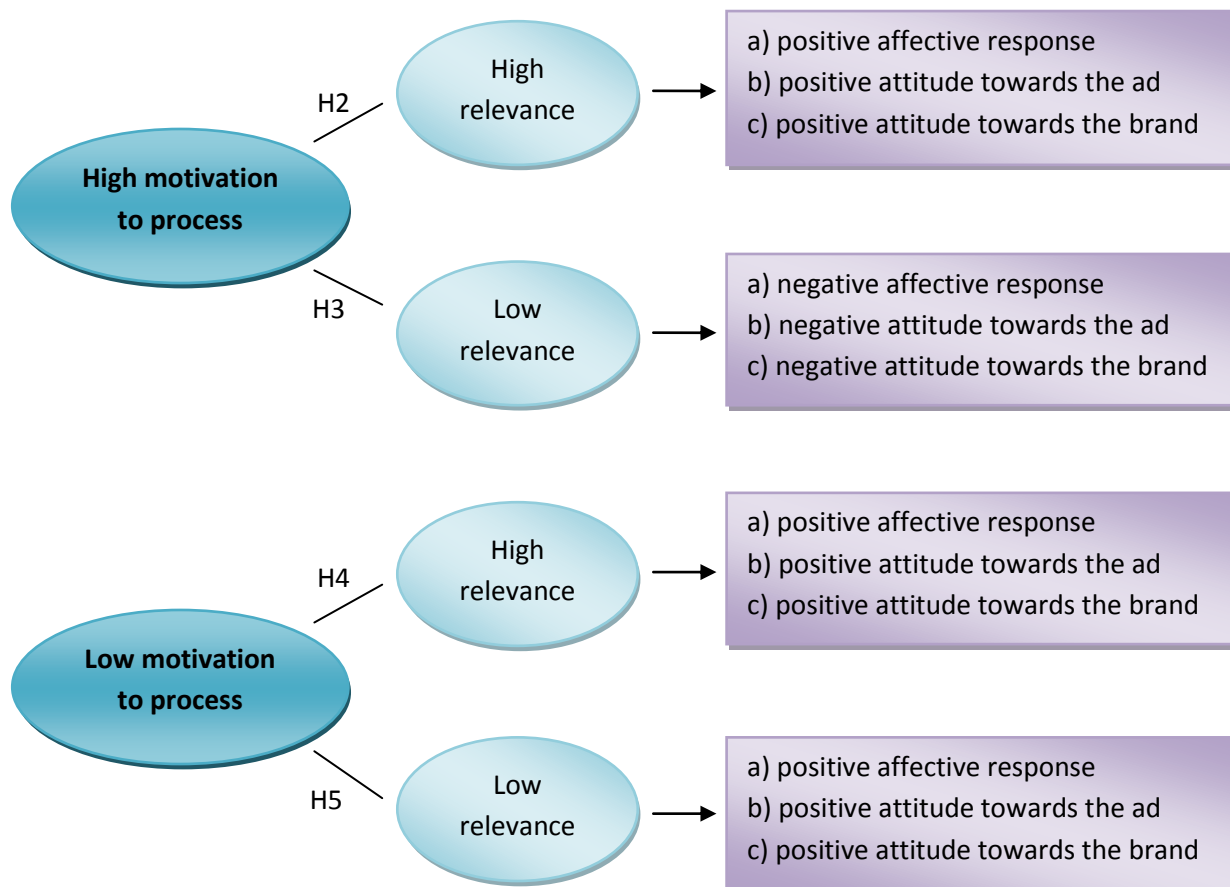 High motivation
to process
H2
High
relevance
a) positive affective response
b) positive attitude towards the ad
c) positive attitude towards the brand
H3
Low
relevance
a) negative affective response
b) negative attitude towards the ad
c) negative attitude towards the brand
Low motivation
to process
H4
High
relevance
a) positive affective response
b) positive attitude towards the ad
c) positive attitude towards the brand
H5
Low
relevance
a) positive affective response
b) positive attitude towards the ad
c) positive attitude towards the brand